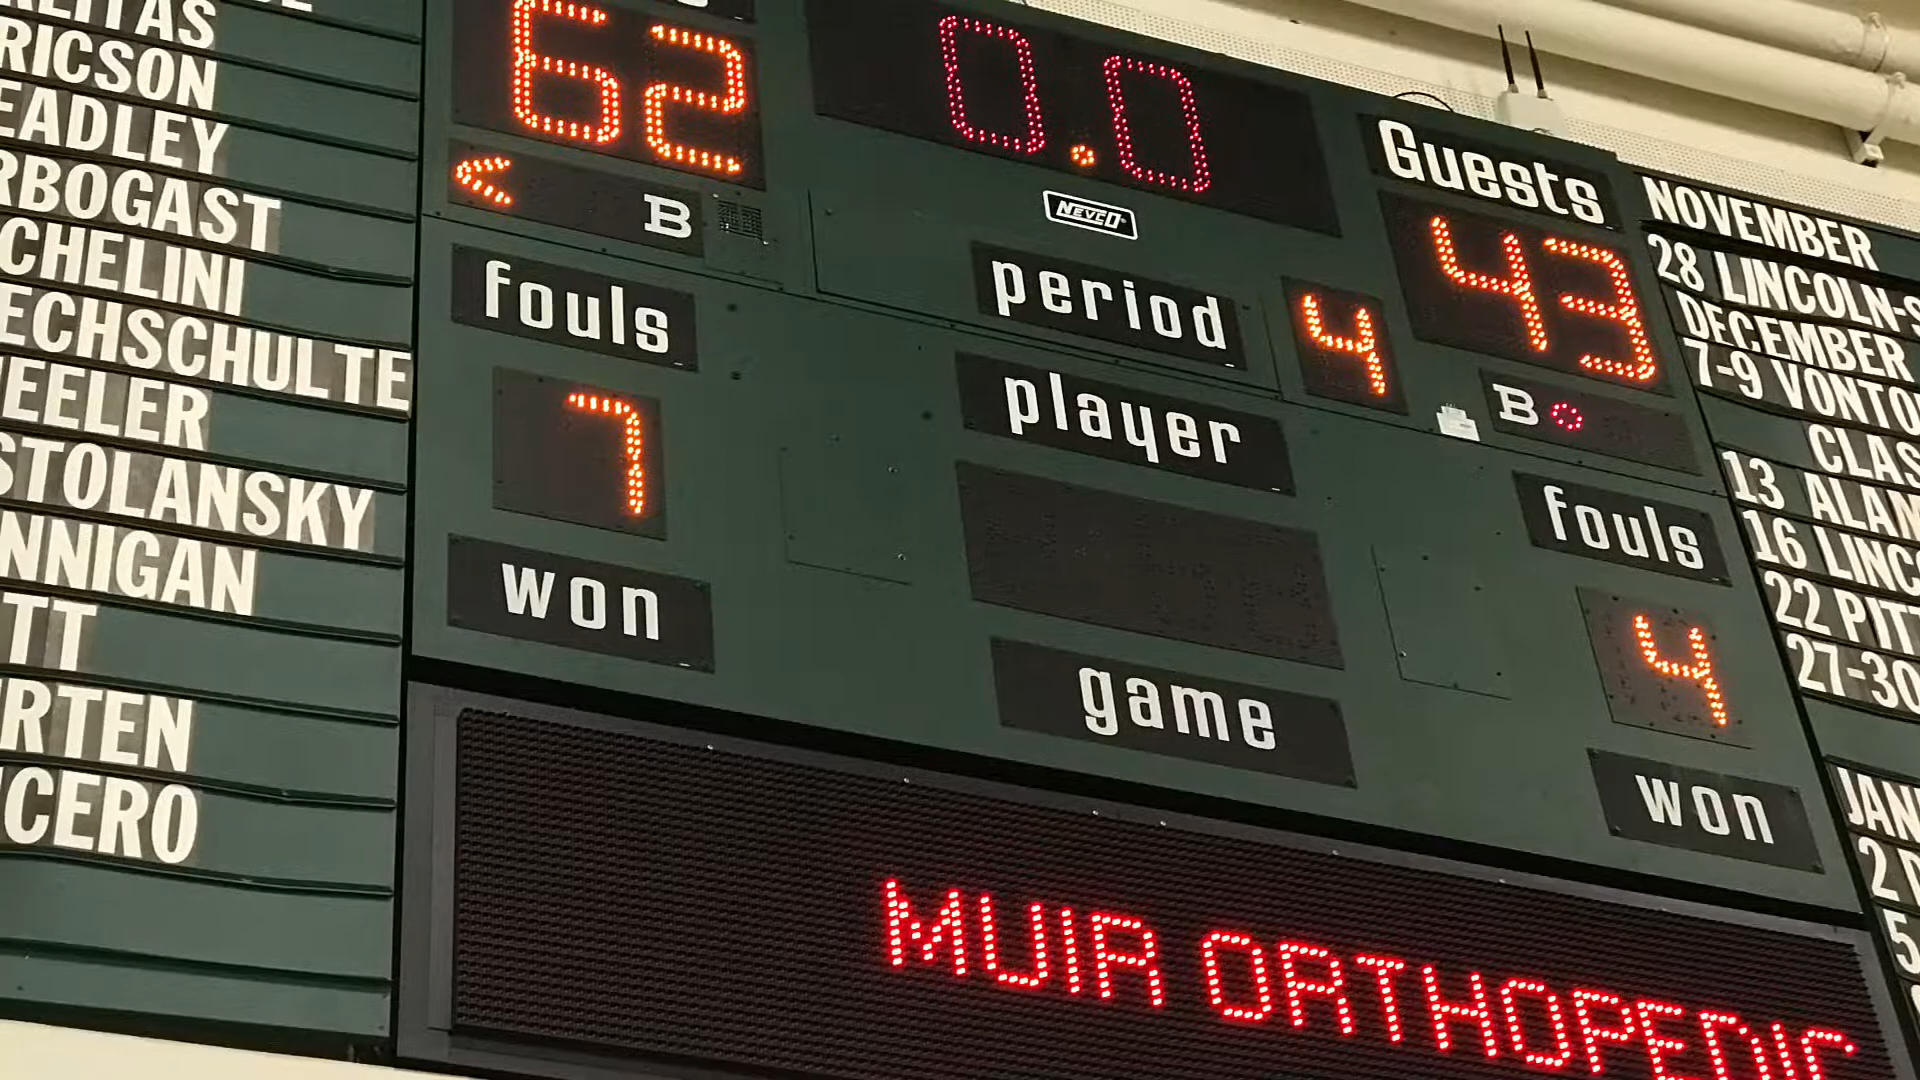 RICSON
EADLEY
RBOGAST
CHELINI
ECHSCHULTE
EELER
STOLANSKY
NNIGAN
TT
RTEN
CERO
62
0.0
< B
NEVCO
Guests
43
fouls
period 4
B
7
player
fouls
4
won
game
won
MUIR ORTHOPEDIC
NOVEMBER
28 LINCOLN-S
DECEMBER
7-9 VONTO
CLAS
13 ALAM
16 LINC
22 PITT
27-30
JAN
2
5